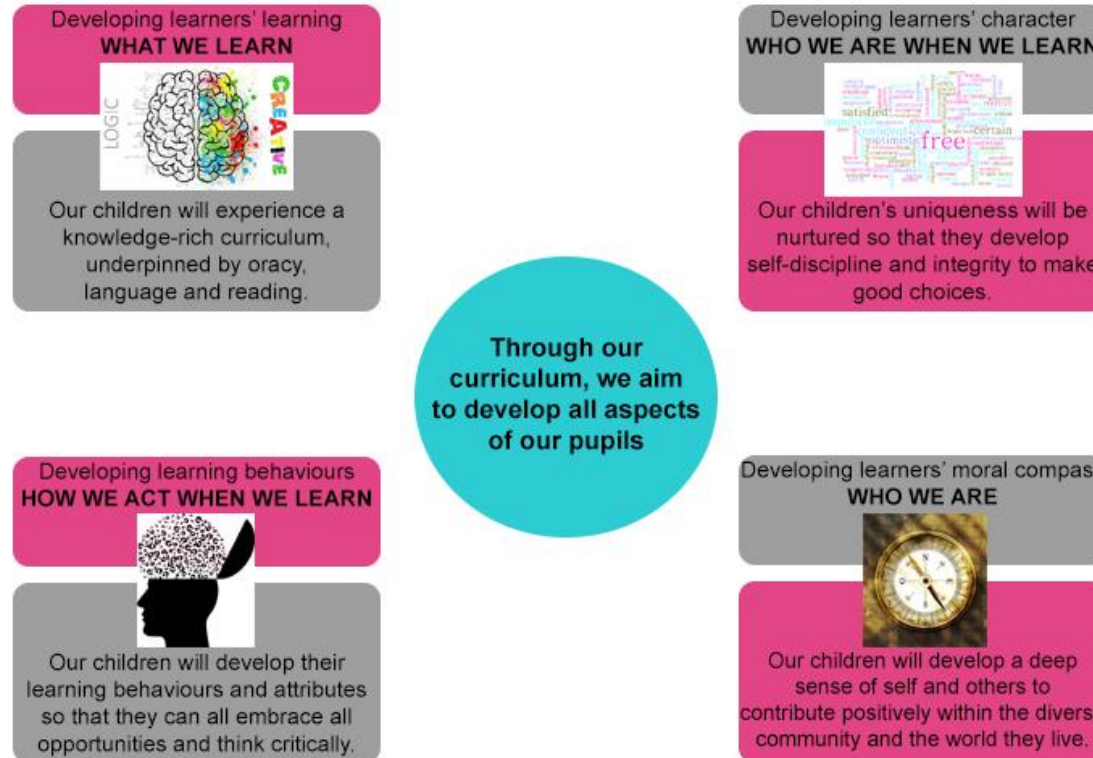 Developing learners' learning
WHAT WE LEARN
LOGIC
CREATIVE
Our children will experience a
knowledge-rich curriculum,
underpinned by oracy,
language and reading.
Developing learners' character
WHO WE ARE WHEN WE LEARN
satisfied
optimistic
free
certain
Our children's uniqueness will be
nurtured so that they develop
self-discipline and integrity to make
good choices.
Through our
curriculum, we aim
to develop all aspects
of our pupils
Developing learning behaviours
HOW WE ACT WHEN WE LEARN
Our children will develop their
learning behaviours and attributes
so that they can all embrace all
opportunities and think critically.
Developing learners' moral compas
WHO WE ARE
N
Our children will develop a deep
sense of self and others to
contribute positively within the divers
community and the world they live.